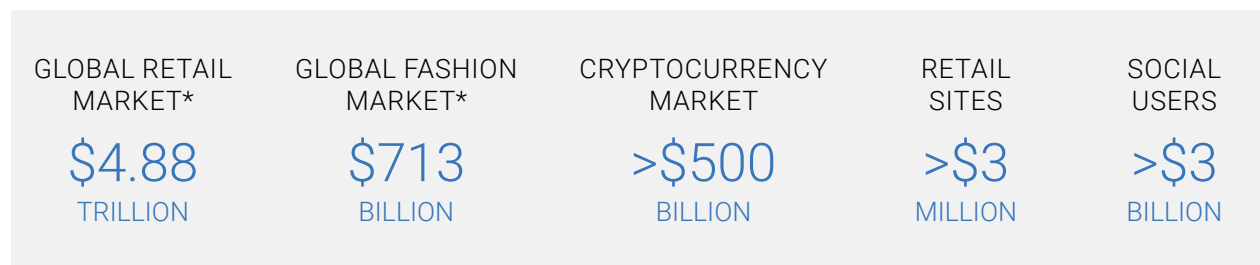 GLOBAL RETAIL
MARKET*
$4.88
TRILLION
GLOBAL FASHION
MARKET*
$713
BILLION
CRYPTOCURRENCY
MARKET
>$500
BILLION
RETAIL
SITES
>$3
MILLION
SOCIAL
USERS
>$3
BILLION